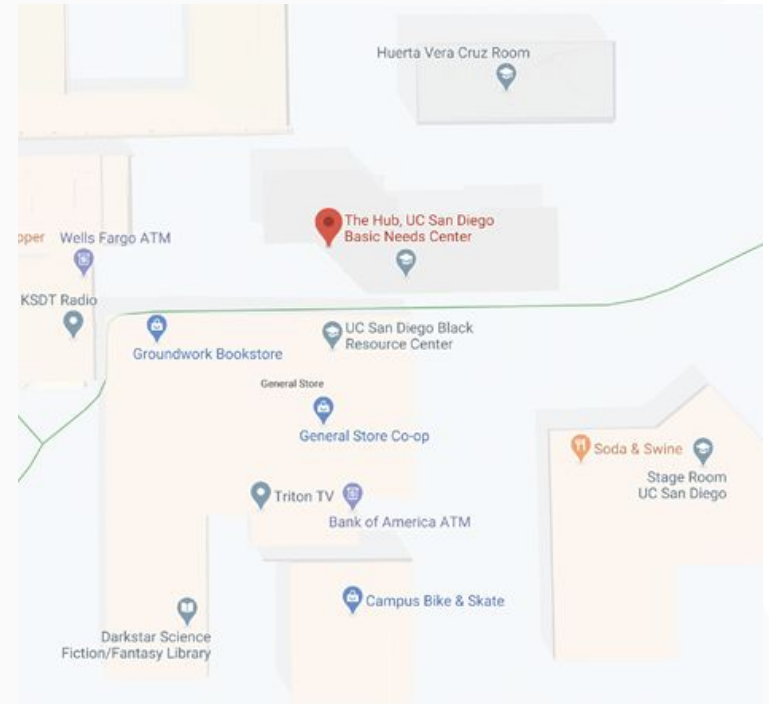 Huerta Vera Cruz Room
The Hub, UC San Diego
Basic Needs Center
pper
Wells Fargo ATM
KSDT Radio
Groundwork Bookstore
UC San Diego Black
Resource Center
General Store
General Store Co-op
Soda & Swine
Stage Room
UC San Diego
Triton TV
Bank of America ATM
Campus Bike & Skate
Darkstar Science
Fiction/Fantasy Library